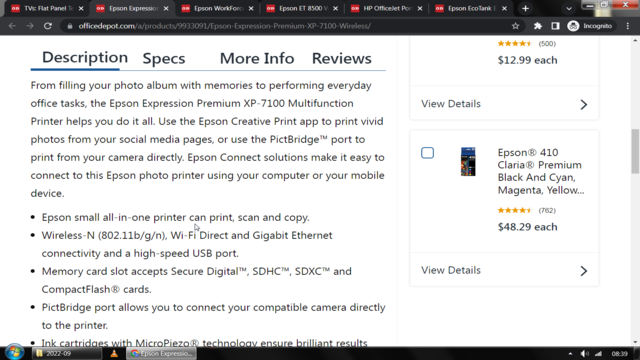 TVs: Flat Panel T
Epson Expression
Epson WorkForc
Epson ET 8500 W
HP OfficeJet Por
Epson EcoTank E
officedepot.com/a/products/9933091/Epson-Expression-Premium-XP-7100-Wireless/
Incognito
Description Specs More Info Reviews
From filling your photo album with memories to performing everyday
office tasks, the Epson Expression Premium XP-7100 Multifunction
Printer helps you do it all. Use the Epson Creative Print app to print vivid
photos from your social media pages, or use the PictBridge™ port to
print from your camera directly. Epson Connect solutions make it easy to
connect to this Epson photo printer using your computer or your mobile
device.
• Epson small all-in-one printer can print, scan and copy.
• Wireless-N (802.11b/g/n), Wi-Fi Direct and Gigabit Ethernet
connectivity and a high-speed USB port.
• Memory card slot accepts Secure Digital™, SDHC™, SDXC™ and
CompactFlash® cards.
• PictBridge port allows you to connect your compatible camera directly
to the printer.
• Ink cartridges with MicroPiezo® technology ensure brilliant results
(500)
$12.99 each
View Details
Epson® 410
Claria® Premium
Black And Cyan,
Magenta, Yellow...
(762)
$48.29 each
View Details
2022-09
Epson Expressio...
08:39